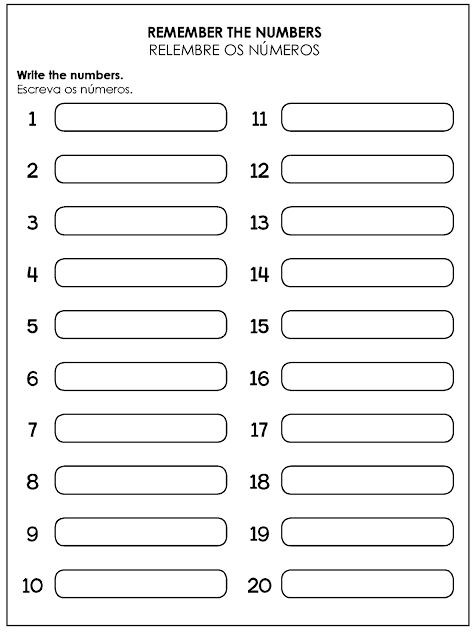 REMEMBER THE NUMBERS
RELEMBRE OS NÚMEROS
Write the numbers.
Escreva os números.
1 11
2 12
3 13
4 14
5 15
6 16
7 17
8 18
9 19
10 20